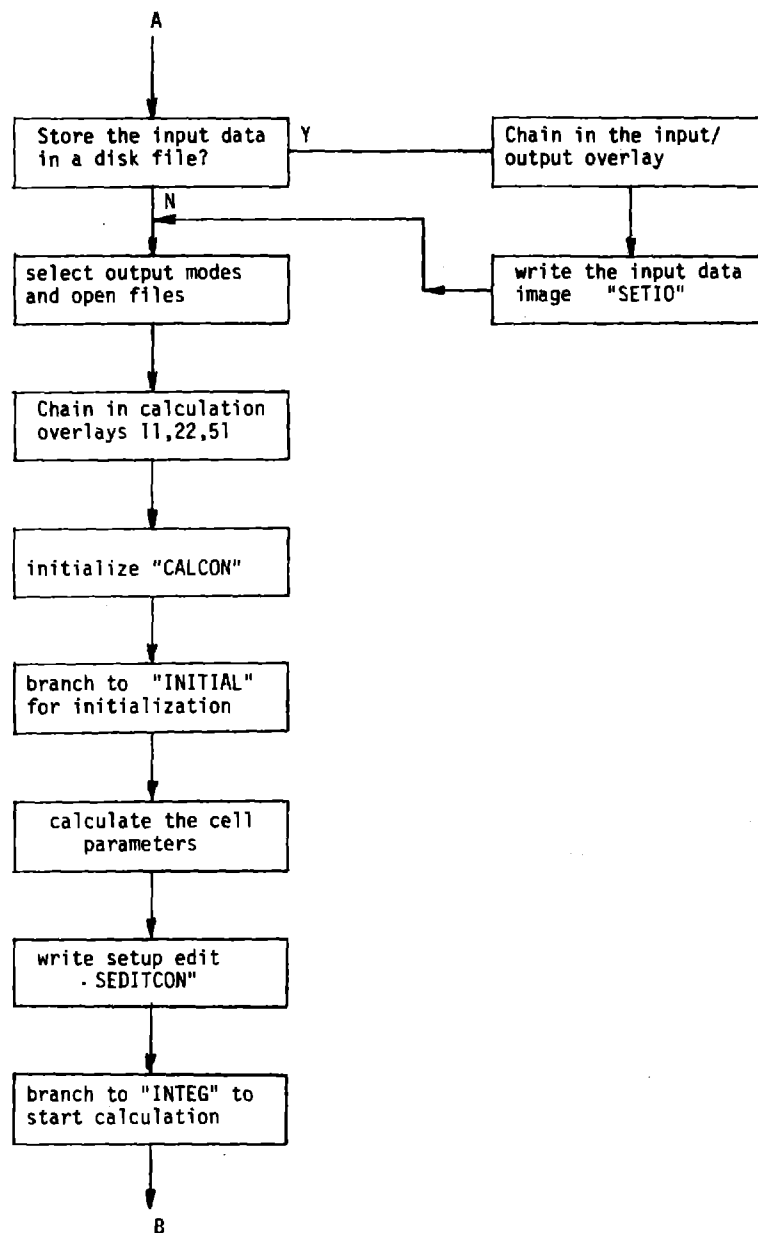 A
Store the input data
in a disk file?
Y
Chain in the input/
output overlay
N
select output modes
and open files
write the input data
image "SETIO"
Chain in calculation
overlays 11,22,51
initialize "CALCON"
branch to "INITIAL"
for initialization
calculate the cell
parameters
write setup edit
. SEDITCON"
branch to "INTEG" to
start calculation
B